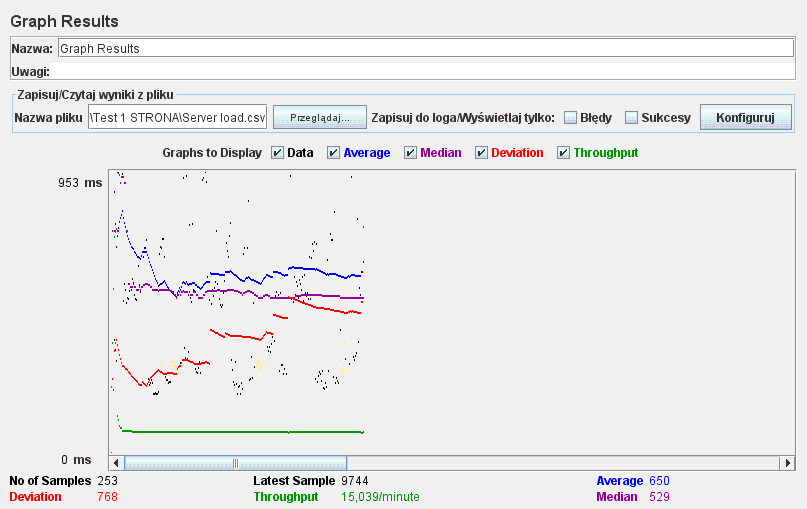 Graph Results
Nazwa: Graph Results
Uwagi:
Zapisuj/Czytaj wyniki z pliku
Nazwa pliku \Test 1 STRONA\Server load.csv Przeglądaj... Zapisuj do loga/Wyświetlaj tylko: Błędy Sukcesy Konfiguruj
Graphs to Display Data Average Median Deviation Throughput
953 ms
0 ms
No of Samples 253 Latest Sample 9744 Average 650
Deviation 768 Throughput 15,039/minute Median 529